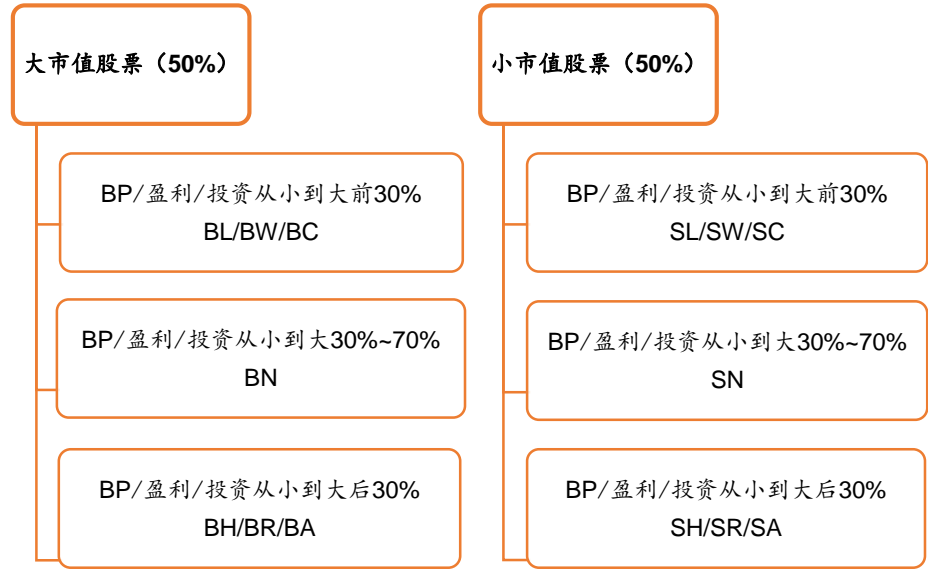 大市值股票（50%）
BP/盈利/投资从小到大前30%
BL/BW/BC
BP/盈利/投资从小到大30%~70%
BN
BP/盈利/投资从小到大后30%
BH/BR/BA
小市值股票（50%）
BP/盈利/投资从小到大前30%
SL/SW/SC
BP/盈利/投资从小到大30%~70%
SN
BP/盈利/投资从小到大后30%
SH/SR/SA